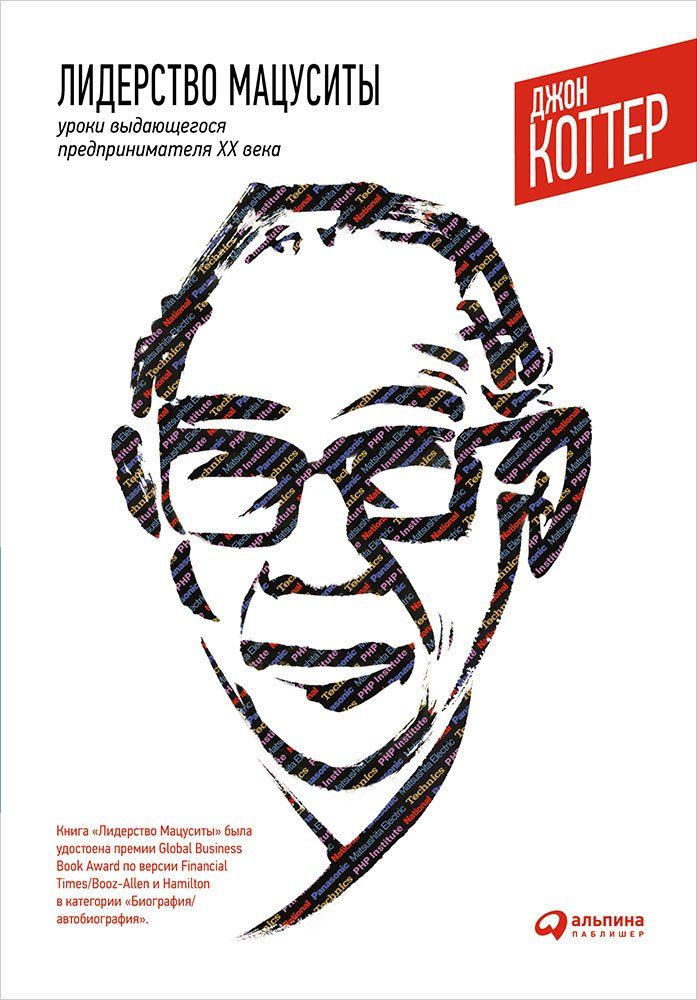 ЛИДЕРСТВО МАЦУСИТЫ
уроки выдающегося
предпринимателя XX века
ДЖОН
КОТТЕР
Книга «Лидерство Мацуситы» была
удостоена премии Global Business
Book Award по версии Financial
Times/Booz-Allen и Hamilton
в категории «Биография/
автобиография».
альпина
ПАБЛИШЕР